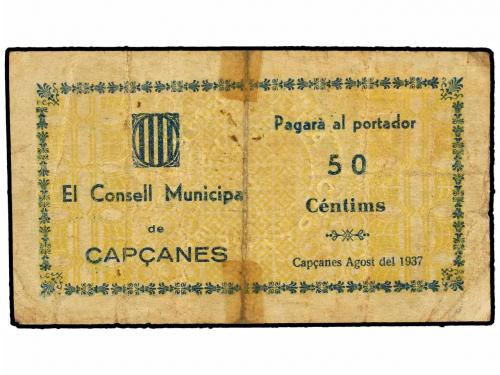 El Consell Municipa
de
CAPÇANES
Pagarà al portador
50
Cèntims
Capçanes Agost del 1937